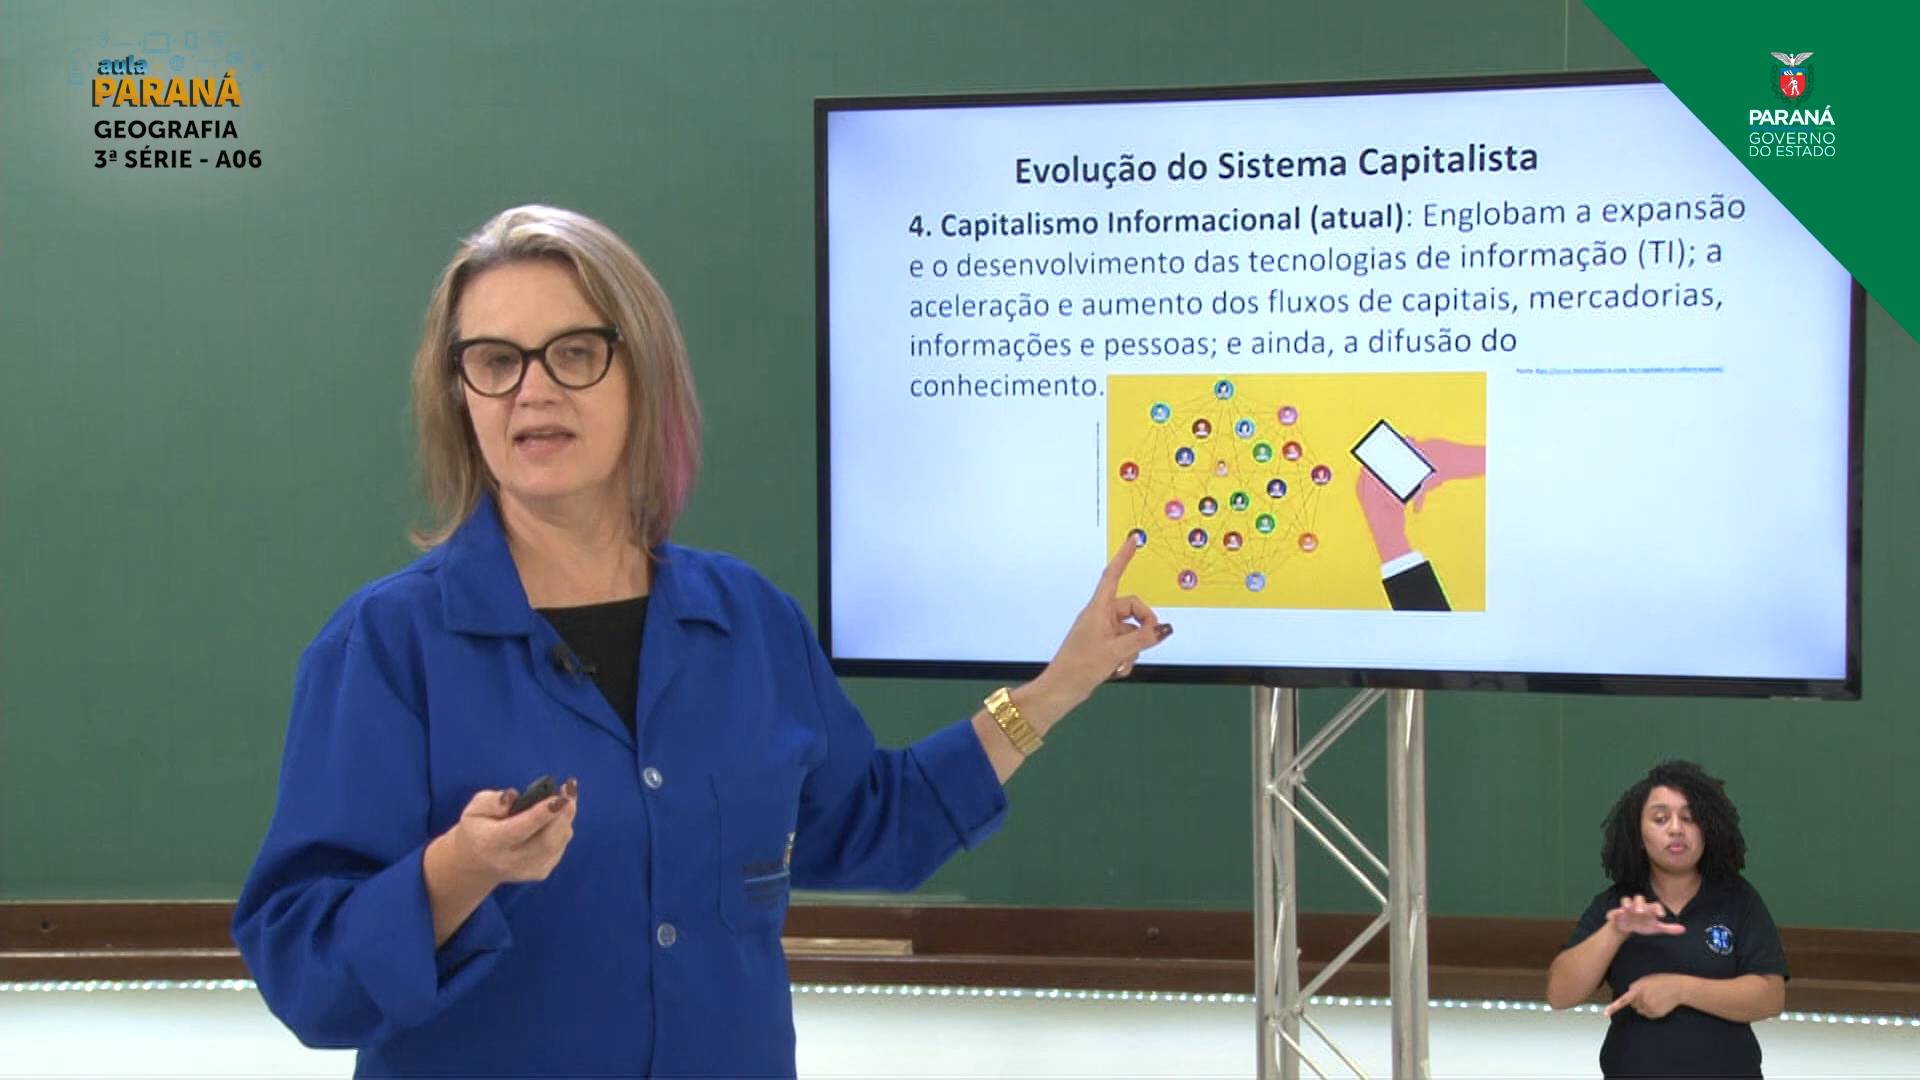 aula
PARANÁ
GEOGRAFIA
3ª SÉRIE - A06
PARANÁ
GOVERNO
DO ESTADO
Evolução do Sistema Capitalista
4. Capitalismo Informacional (atual): Englobam a expansão
e o desenvolvimento das tecnologias de informação (TI); a
aceleração e aumento dos fluxos de capitais, mercadorias,
informações e pessoas; e ainda, a difusão do
conhecimento.